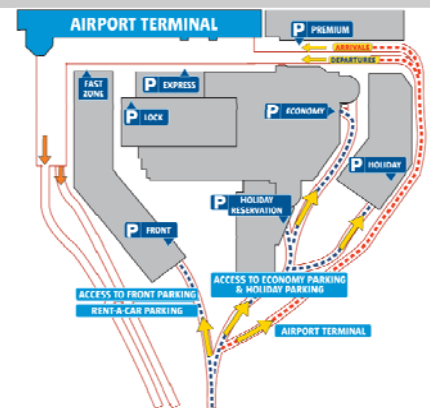 AIRPORT TERMINAL
P PREMIUM
ARRIVALS
DEPARTURES
FAST
ZONE
P EXPRESS
P LOCK
P ECONOMY
P HOLIDAY
P HOLIDAY
RESERVATION
P FRONT
ACCESS TO ECONOMY PARKING
& HOLIDAY PARKING
ACCESS TO FRONT PARKING
RENT-A-CAR PARKING
AIRPORT TERMINAL